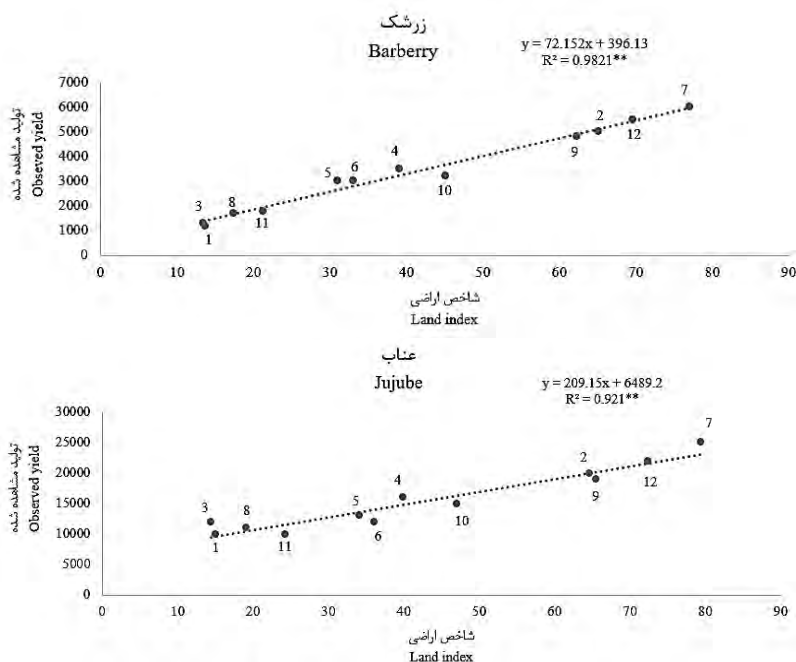 زرشک
Barberry
y = 72.152x + 396.13
R² = 0.9821**
تولید مشاهده شده
Obseved yield
7000
6000
5000
4000
3000
2000
1000
0
3
1
8
11
5
6
4
10
9
2
12
7
0 10 20 30 40 50 60 70 80 90
شاخص اراضی
Land index
عناب
Jujube
y = 209.15x + 6489.2
R² = 0.921**
تولید مشاهده شده
Observed yield
30000
25000
20000
15000
10000
5000
0
3
1
8
11
5
6
4
10
2
9
12
7
0 10 20 30 40 50 60 70 80 90
شاخص اراضی
Land index